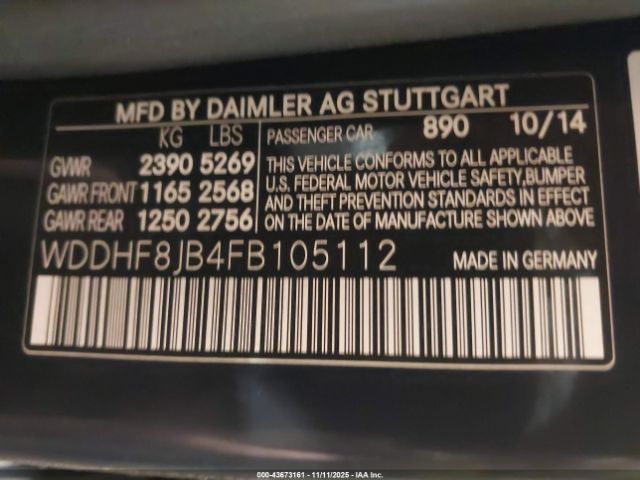 MFD BY DAIMLER AG STUTTGART
KG LBS
GVWR 2390 5269
GAWR FRONT 1165 2568
GAWR REAR 1250 2756
PASSENGER CAR 890 10/14
THIS VEHICLE CONFORMS TO ALL APPLICABLE
U.S. FEDERAL MOTOR VEHICLE SAFETY,BUMPER
AND THEFT PREVENTION STANDARDS IN EFFECT
ON THE DATE OF MANUFACTURE SHOWN ABOVE
WDDHF8JB4FB105112 MADE IN GERMANY
000-43673161 - 11/11/2025 - IAA Inc.